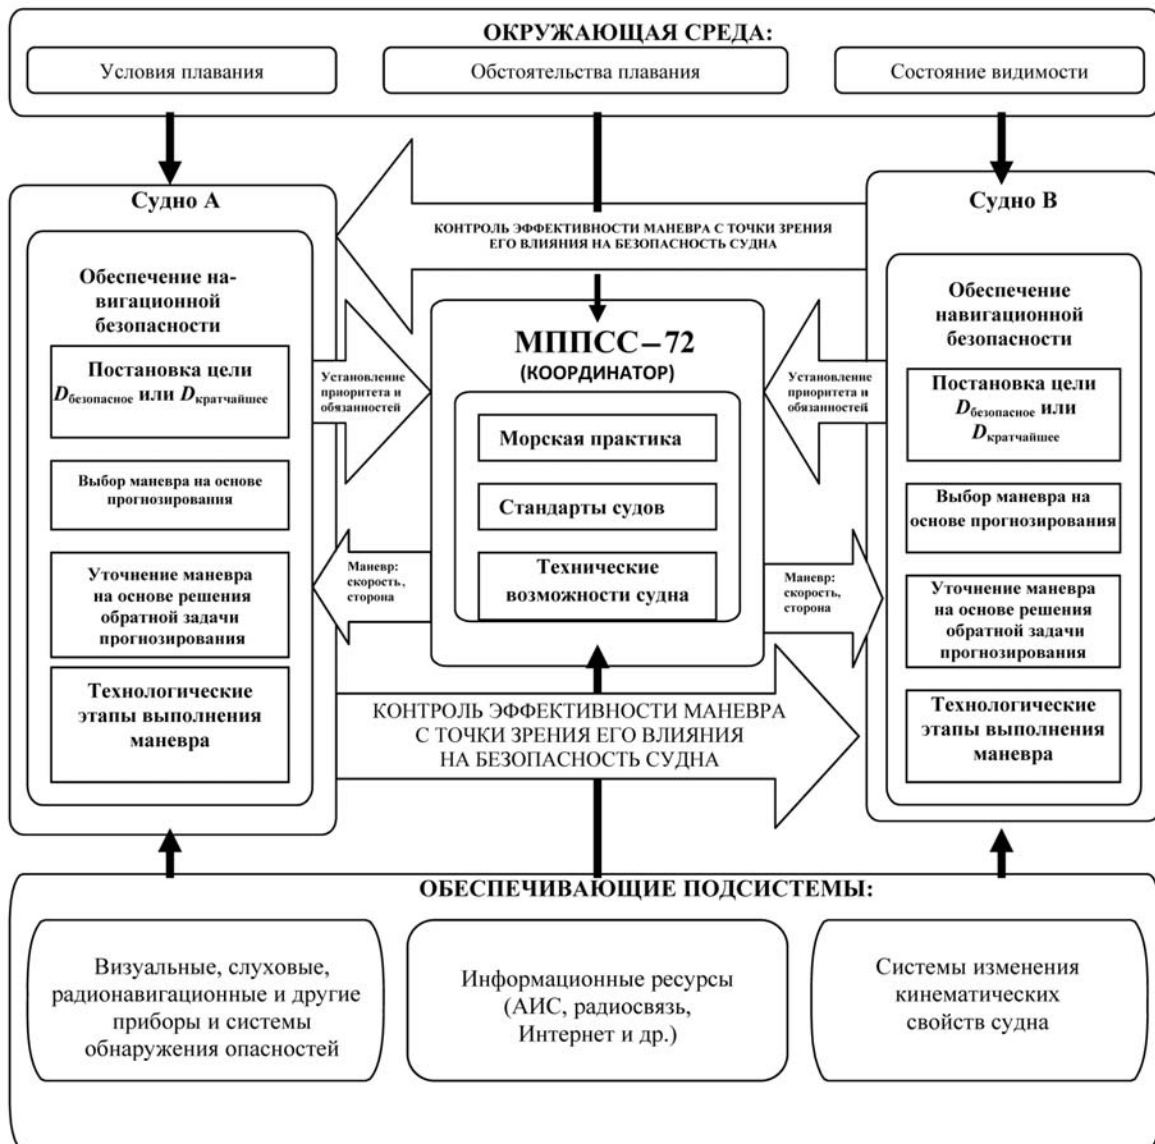 ОКРУЖАЮЩАЯ СРЕДА:
Условия плавания
Обстоятельства плавания
Состояние видимости
Судно А
Обеспечение на-
вигационной
безопасности
Постановка цели
Dбезопасное или Dкратчайшее
Выбор маневра на основе
прогнозирования
Уточнение маневра
на основе решения
обратной задачи
прогнозирования
Технологические
этапы выполнения
маневра
КОНТРОЛЬ ЭФФЕКТИВНОСТИ МАНЕВРА С ТОЧКИ ЗРЕНИЯ
ЕГО ВЛИЯНИЯ НА БЕЗОПАСНОСТЬ СУДНА
Установление
приоритета и
обязанностей
МППСС–72
(КООРДИНАТОР)
Морская практика
Стандарты судов
Технические
возможности судна
Установление
приоритета и
обязанностей
Маневр:
скорость,
сторона
Маневр:
скорость,
сторона
КОНТРОЛЬ ЭФФЕКТИВНОСТИ МАНЕВРА
С ТОЧКИ ЗРЕНИЯ ЕГО ВЛИЯНИЯ
НА БЕЗОПАСНОСТЬ СУДНА
Судно В
Обеспечение
навигационной
безопасности
Постановка цели
Dбезопасное или
Dкратчайшее
Выбор маневра на
основе прогнозирования
Уточнение маневра
на основе решения
обратной задачи
прогнозирования
Технологические
этапы выполнения
маневра
ОБЕСПЕЧИВАЮЩИЕ ПОДСИСТЕМЫ:
Визуальные, слуховые,
радионавигационные и другие
приборы и системы
обнаружения опасностей
Информационные ресурсы
(АИС, радиосвязь,
Интернет и др.)
Системы изменения
кинематических
свойств судна